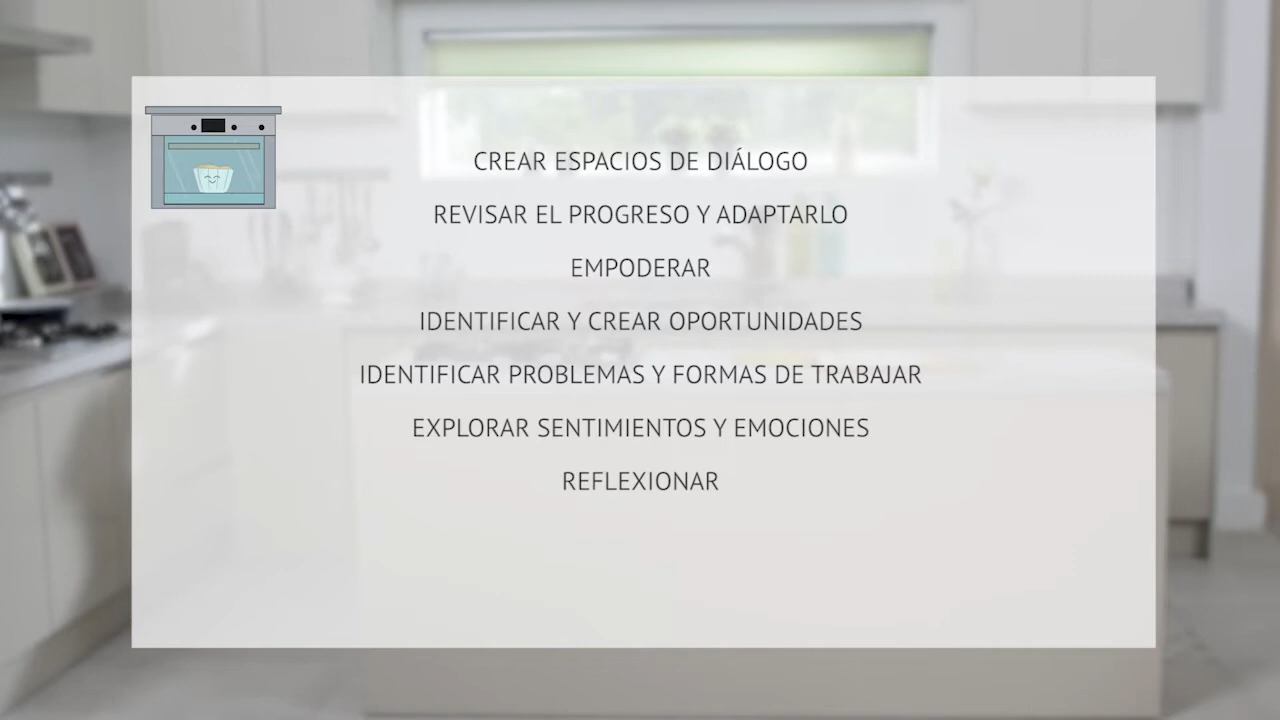 CREAR ESPACIOS DE DIÁLOGO
REVISAR EL PROGRESO Y ADAPTARLO
EMPODERAR
IDENTIFICAR Y CREAR OPORTUNIDADES
IDENTIFICAR PROBLEMAS Y FORMAS DE TRABAJAR
EXPLORAR SENTIMIENTOS Y EMOCIONES
REFLEXIONAR